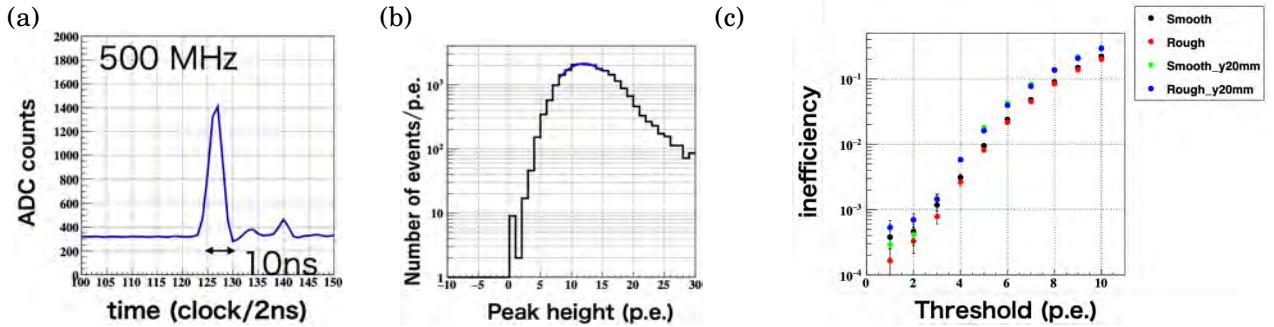 (a)
500 MHz
ADC counts
2000
1800
1600
1400
1200
1000
800
600
400
200
0
10ns
100 105 110 115 120 125 130 135 140 145 150
time (clock/2ns)
(b)
Number of events/p.e.
10³
10²
10
1
-10 -5 0 5 10 15 20 25 30
Peak height (p.e.)
(c)
inefficiency
10⁻¹
10⁻²
10⁻³
10⁻⁴
0 2 4 6 8 10
Threshold (p.e.)
Smooth
Rough
Smooth_y20mm
Rough_y20mm